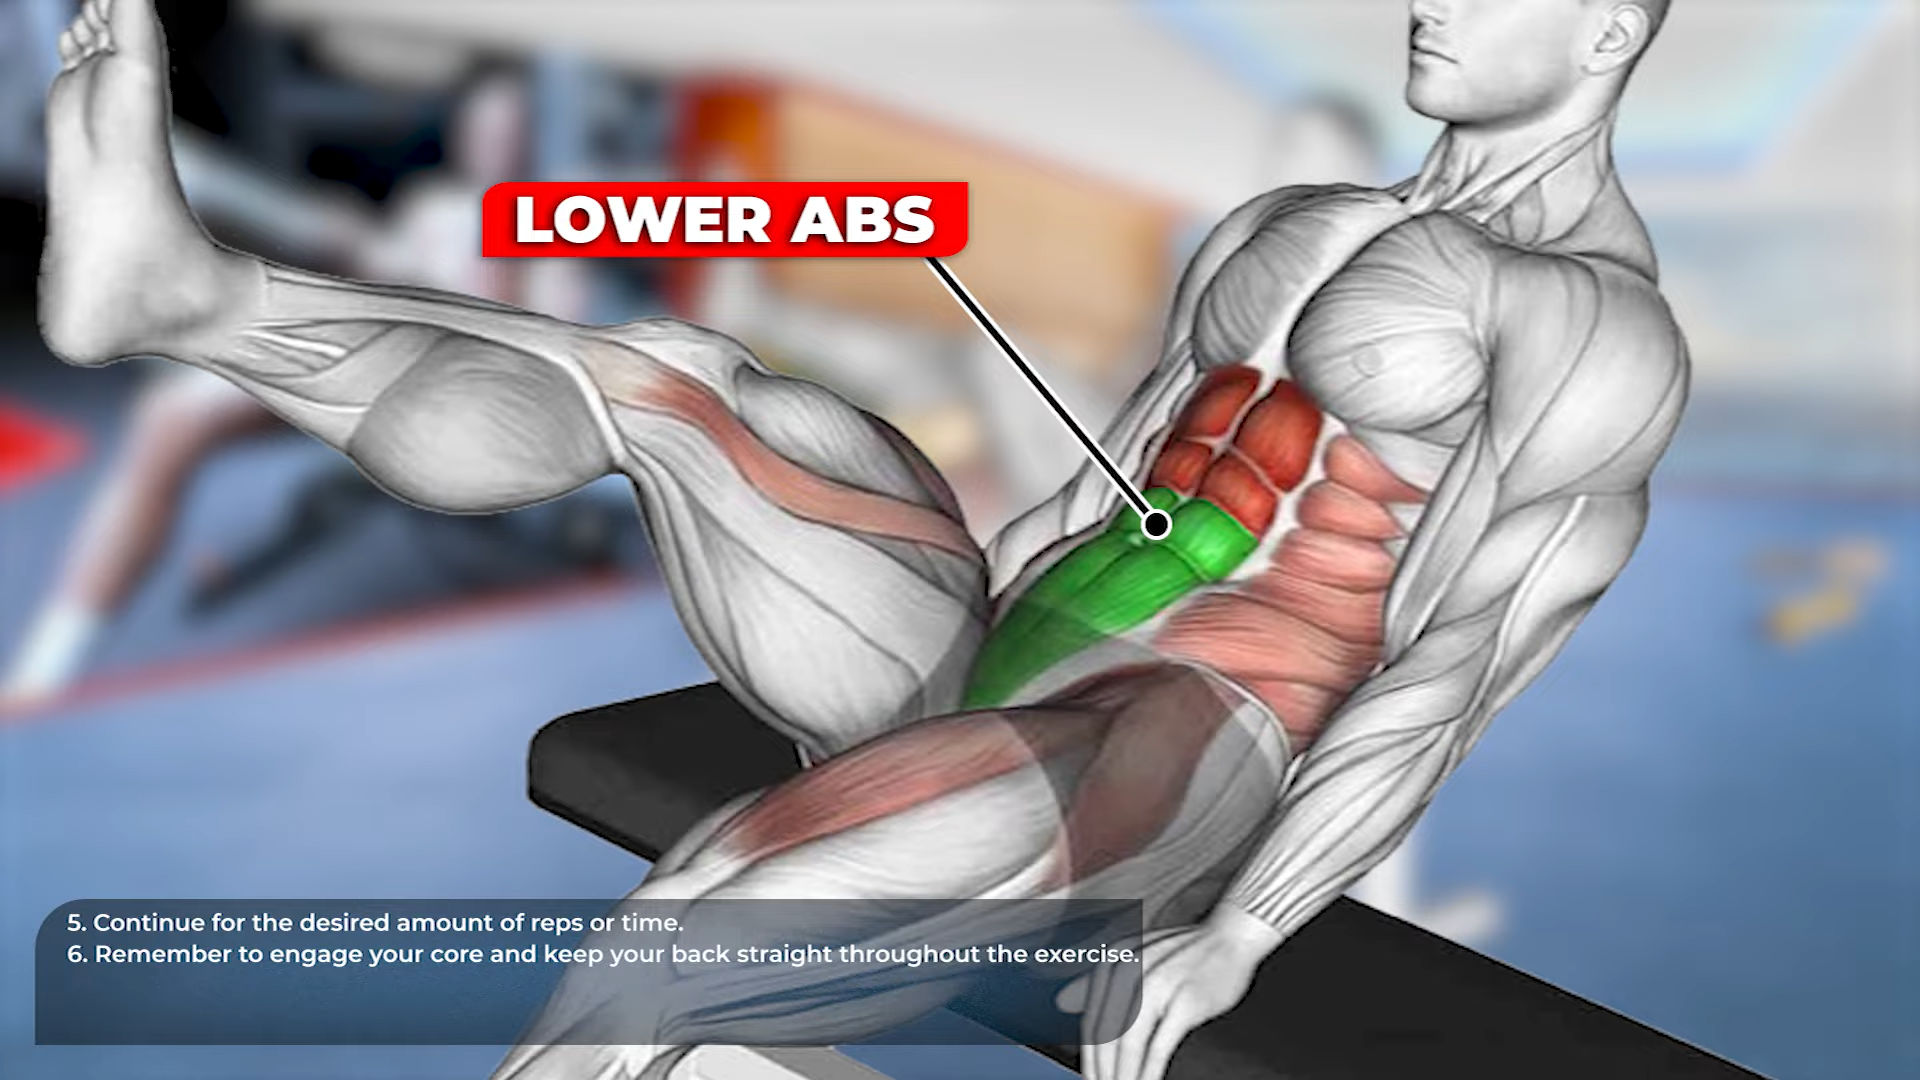 LOWER ABS
5. Continue for the desired amount of reps or time.
6. Remember to engage your core and keep your back straight throughout the exercise.